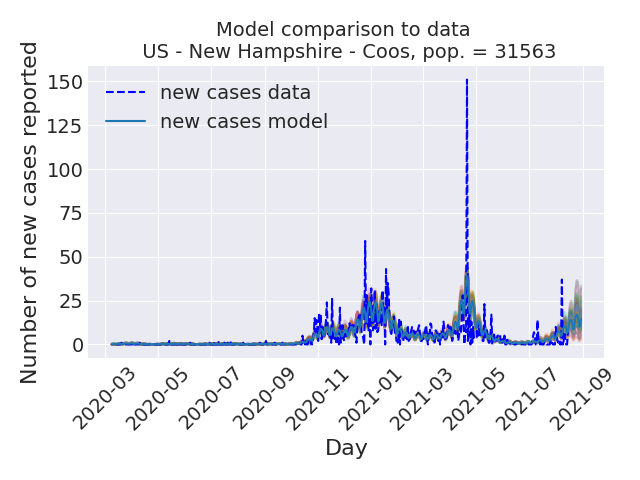 Model comparison to data
US - New Hampshire - Coos, pop. = 31563
Number of new cases reported
150
125
100
75
50
25
0
new cases data
new cases model
2020-03
2020-05
2020-07
2020-09
2020-11
2021-01
2021-03
2021-05
2021-07
2021-09
Day